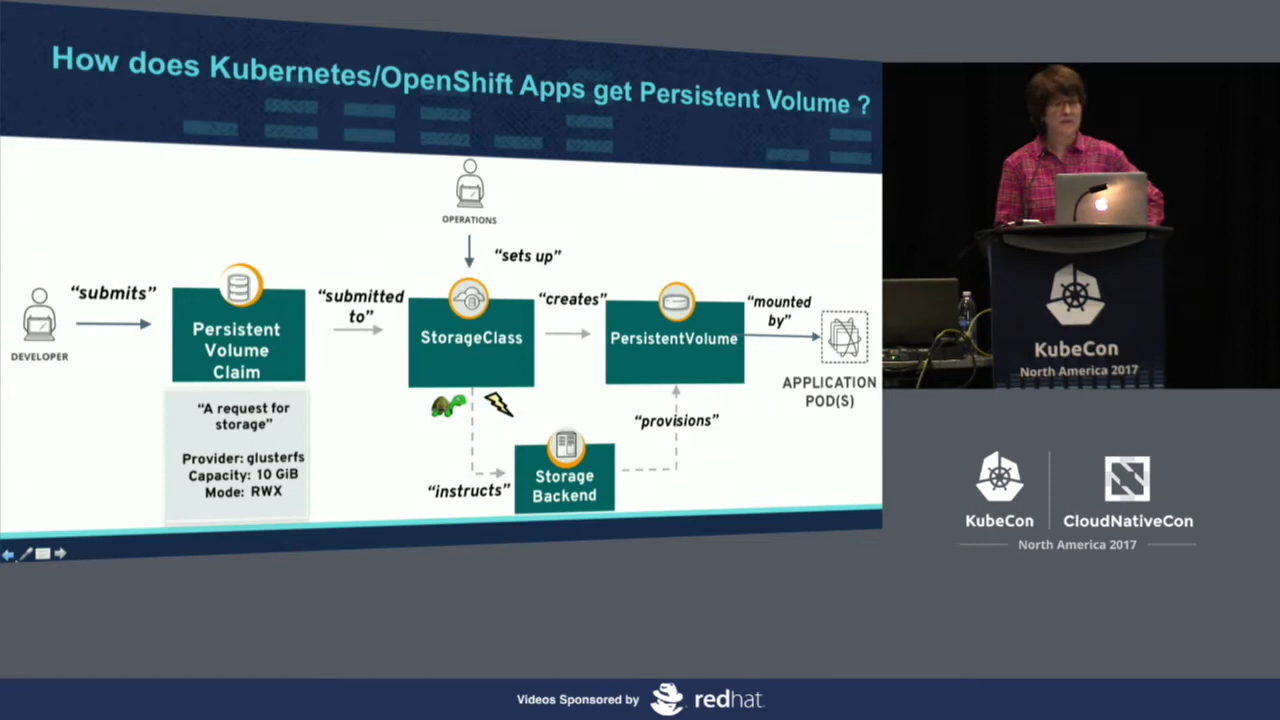 How does Kubernetes/OpenShift Apps get Persistent Volume ?
OPERATIONS
"sets up"
DEVELOPER
"submits"
Persistent
Volume
Claim
"submitted
to"
StorageClass
"creates"
PersistentVolume
"mounted
by"
APPLICATION
POD(S)
"A request for
storage"
Provider: glusterfs
Capacity: 10 GiB
Mode: RWX
"instructs"
Storage
Backend
"provisions"
KubeCon
North America 2017
KubeCon
CloudNativeCon
North America 2017
Videos Sponsored by
redhat.